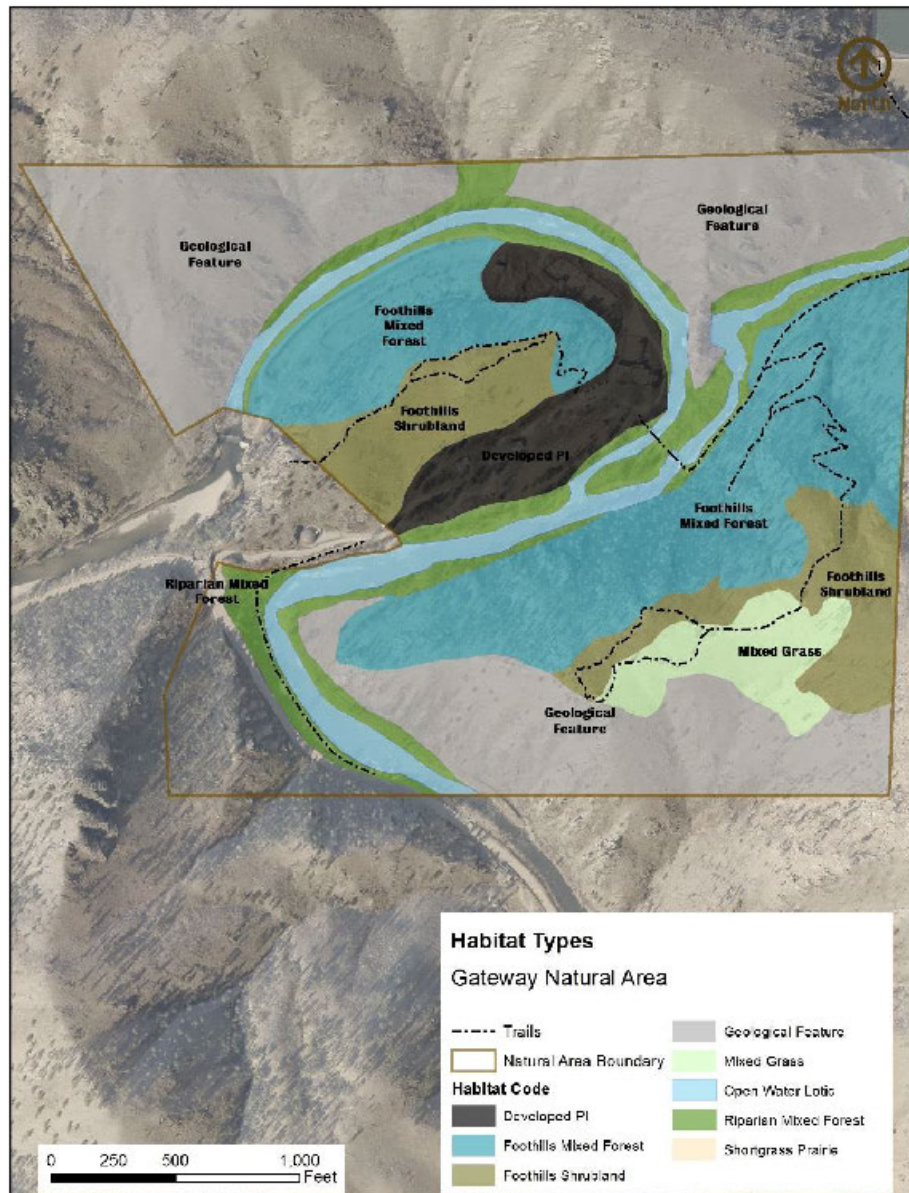 North
Geological
Feature
Geological
Feature
Foothills
Mixed
Forest
Foothills
Shrubland
Developed PI
Foothills
Mixed Forest
Riparian Mixed
Forest
Foothills
Shrubland
Mixed Grass
Geological
Feature
Habitat Types
Gateway Natural Area
Trails
Natural Area Boundary
Habitat Code
Developed PI
Foothills Mixed Forest
Foothills Shrubland
Geological Feature
Mixed Grass
Open Water Lotic
Riparian Mixed Forest
Shortgrass Prairie
0 250 500 1,000
Feet